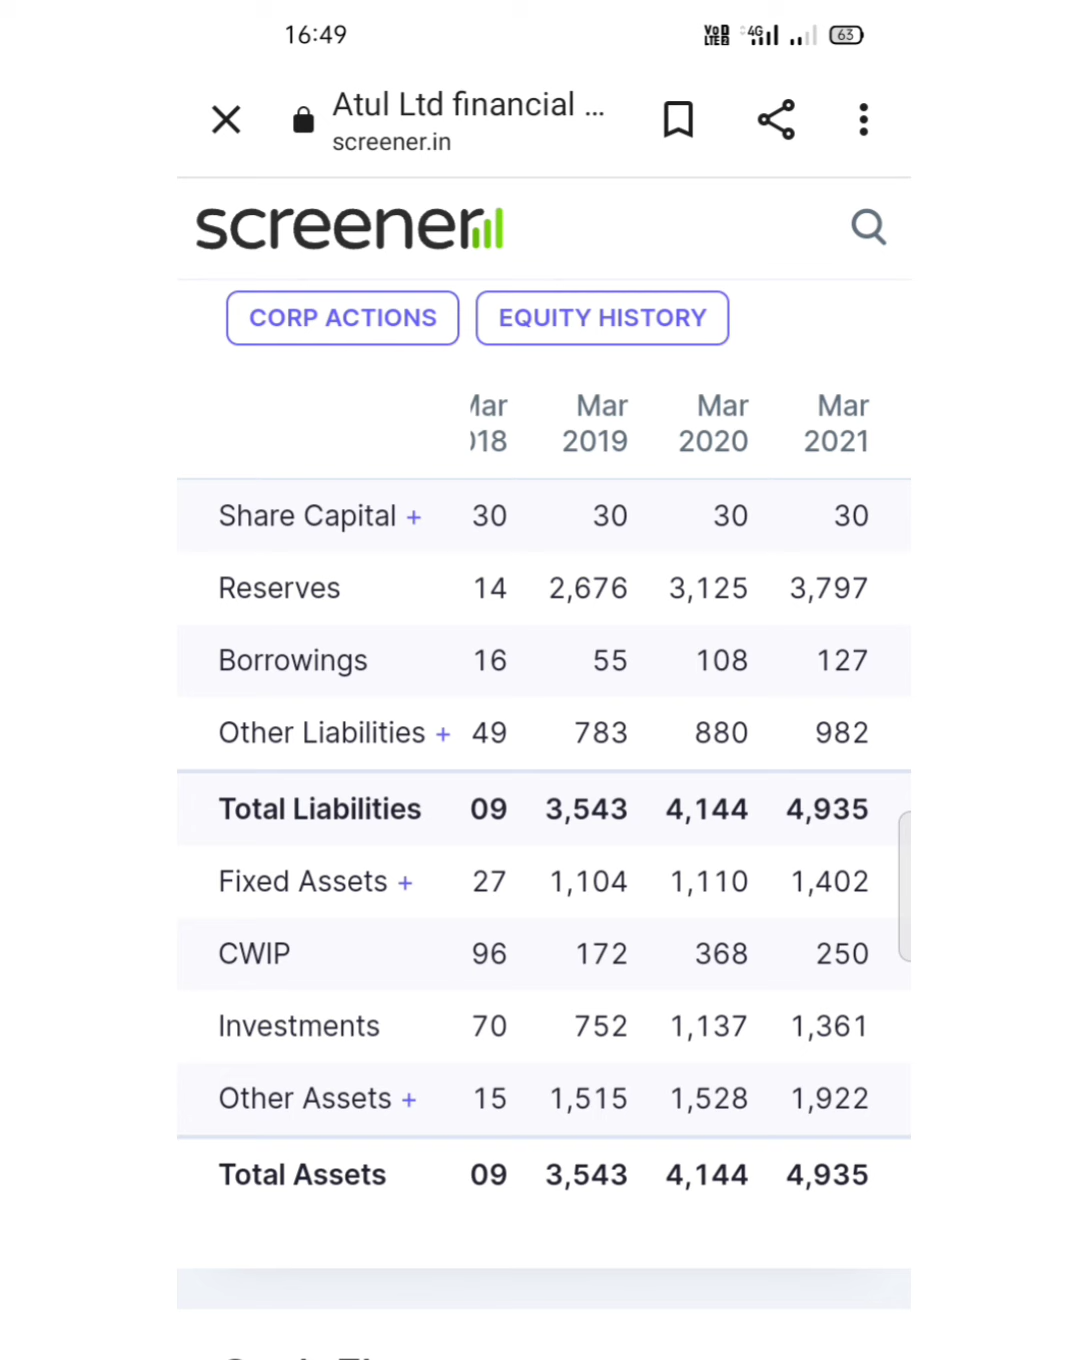 16:49 VoD LTE2 4G 63
Atul Ltd financial ...
screener.in
screener
CORP ACTIONS EQUITY HISTORY
Mar Mar Mar
2019 2020 2021
Share Capital + 30 30 30 30
Reserves 14 2,676 3,125 3,797
Borrowings 16 55 108 127
Other Liabilities + 49 783 880 982
Total Liabilities 09 3,543 4,144 4,935
Fixed Assets + 27 1,104 1,110 1,402
CWIP 96 172 368 250
Investments 70 752 1,137 1,361
Other Assets + 15 1,515 1,528 1,922
Total Assets 09 3,543 4,144 4,935